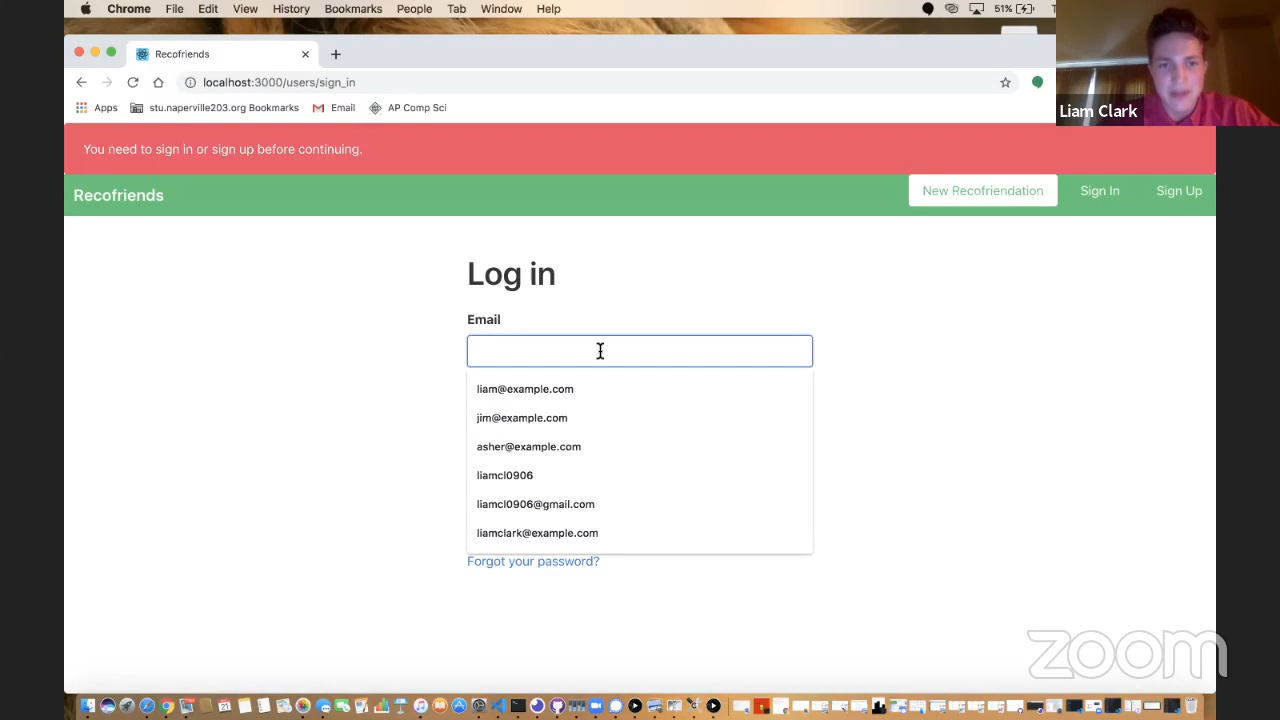 Chrome File Edit View History Bookmarks People Tab Window Help 51%
Recofriends
localhost:3000/users/sign_in
Apps stu.naperville203.org Bookmarks Email AP Comp Sci
Liam Clark
You need to sign in or sign up before continuing.
Recofriends New Recofriendation Sign In Sign Up
Log in
Email
liam@example.com
jim@example.com
asher@example.com
liamcl0906
liamcl0906@gmail.com
liamclark@example.com
Forgot your password?
zoom